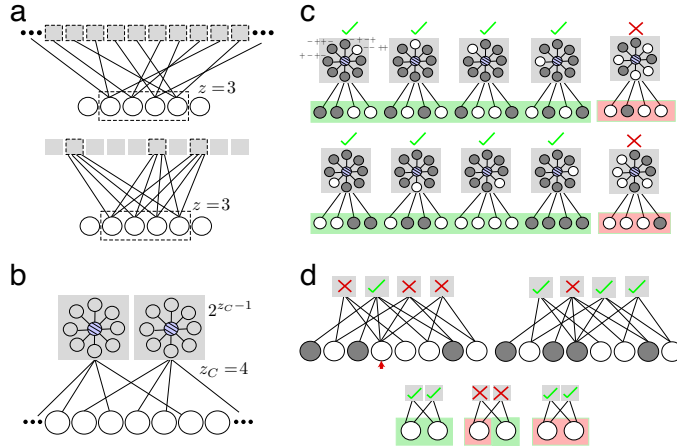 a
z = 3
z = 3
b
2^{z_C−1}
z_C = 4
c
d